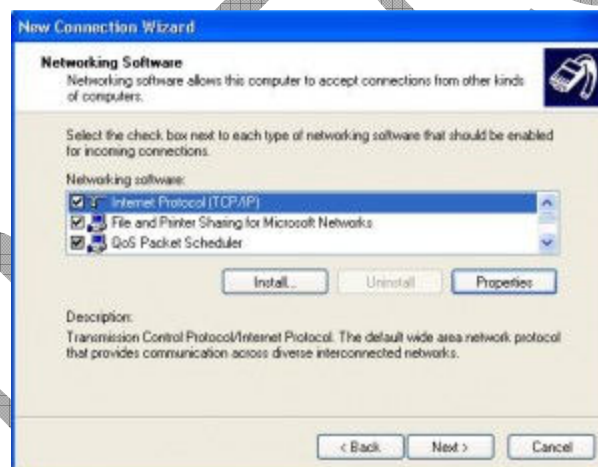 New Connection Wizard
Networking Software
Networking software allows this computer to accept connections from other kinds
of computers.
Select the check box next to each type of networking software that should be enabled
for incoming connections.
Networking software:
Internet Protocol (TCP/IP)
File and Printer Sharing for Microsoft Networks
QoS Packet Scheduler
Install... Uninstall Properties
Description:
Transmission Control Protocol/Internet Protocol. The default wide area network protocol
that provides communication across diverse interconnected networks.
< Back Next > Cancel